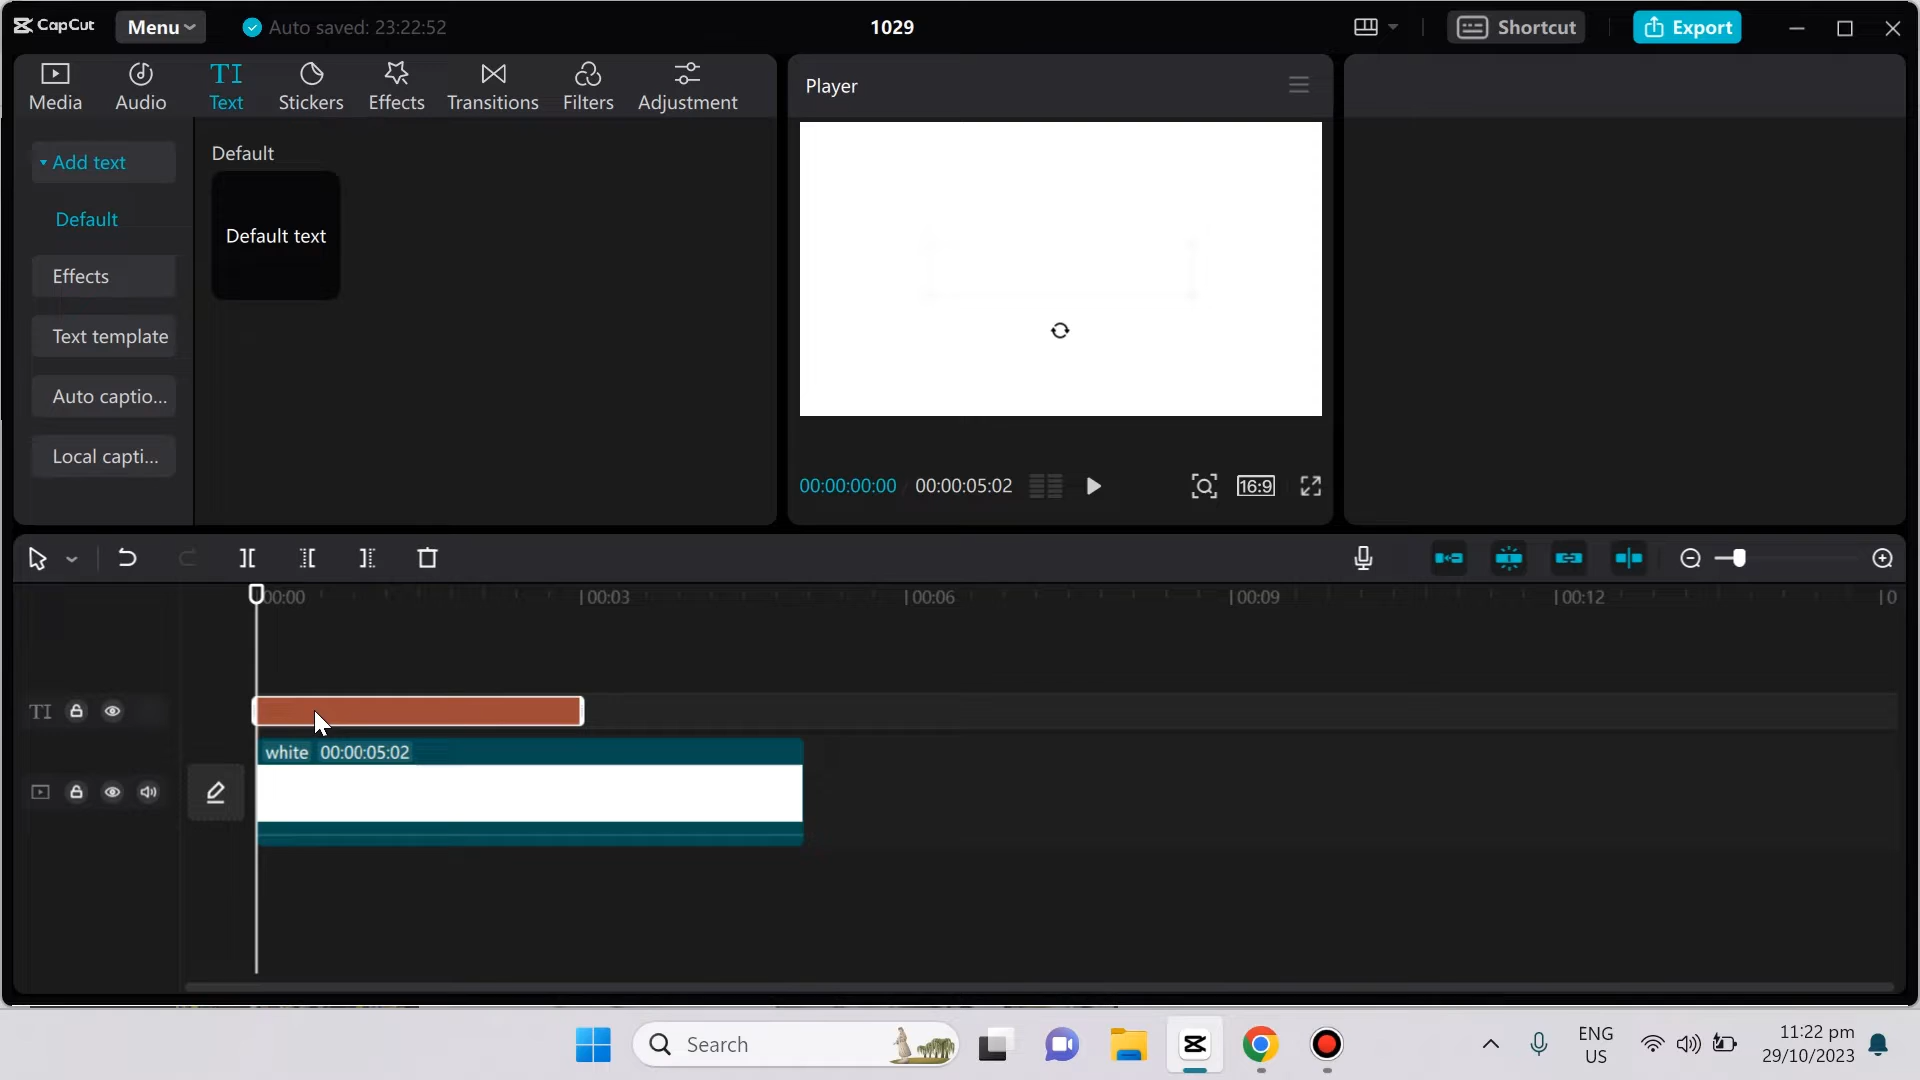 CapCut
Menu
Auto saved: 23:22:52
1029
Shortcut
Export
Media
Audio
TI
Text
Stickers
Effects
Transitions
Filters
Adjustment
Player
Add text
Default
Effects
Text template
Auto captio...
Local capti...
Default
Default text
00:00:00:00 / 00:00:05:02
16:9
00:00
00:03
00:06
00:09
00:12
0
TI
white 00:00:05:02
Search
ENG
US
11:22 pm
29/10/2023